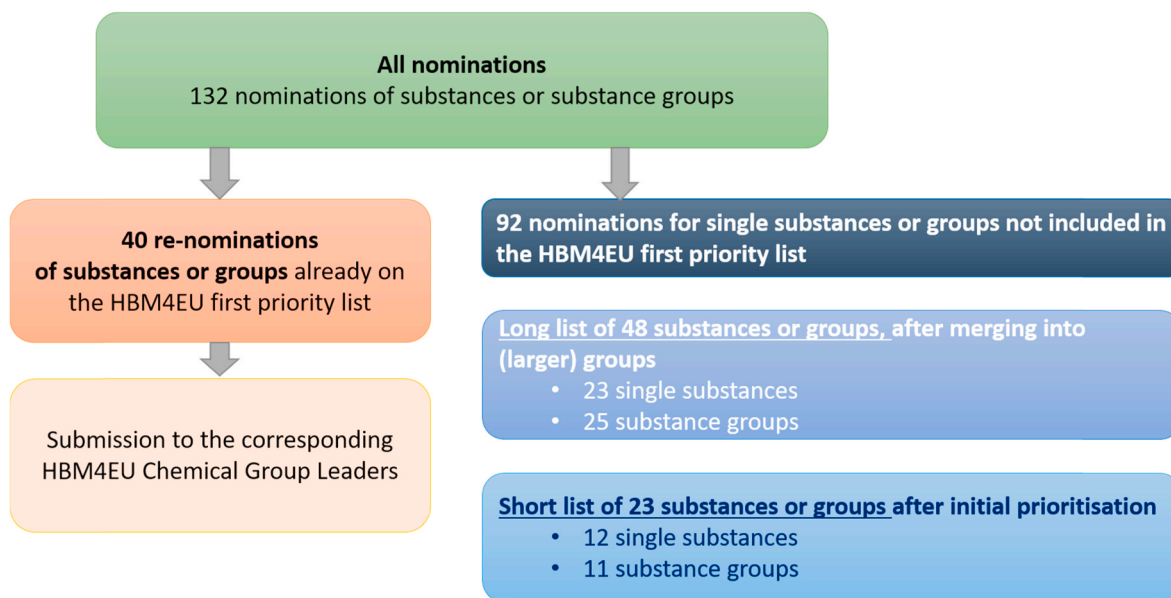 All nominations
132 nominations of substances or substance groups
40 re-nominations
of substances or groups already on
the HBM4EU first priority list
Submission to the corresponding
HBM4EU Chemical Group Leaders
92 nominations for single substances or groups not included in
the HBM4EU first priority list
Long list of 48 substances or groups, after merging into
(larger) groups
• 23 single substances
• 25 substance groups
Short list of 23 substances or groups after initial prioritisation
• 12 single substances
• 11 substance groups